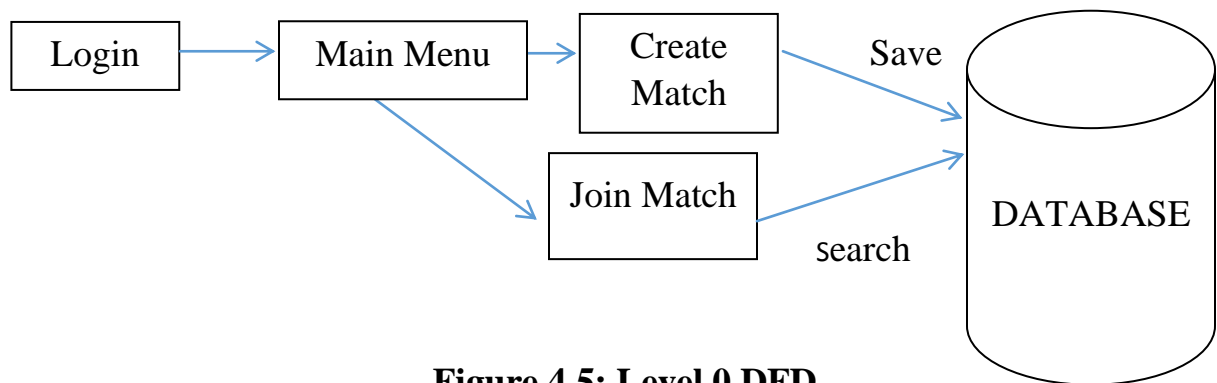 Login
Main Menu
Create
Match
Save
Join Match
DATABASE
search
Figure 4.5: Level 0 DFD